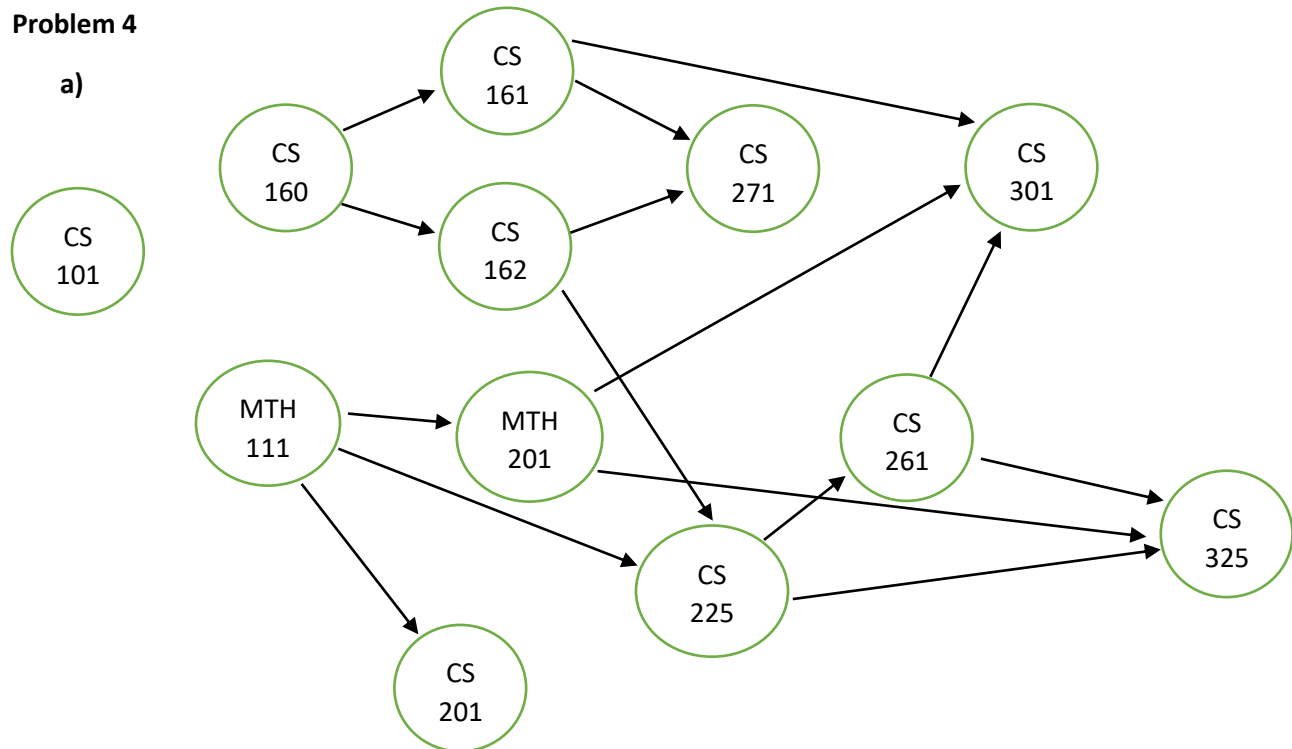 Problem 4
a)
CS
161
CS
160
CS
271
CS
301
CS
101
CS
162
MTH
111
MTH
201
CS
261
CS
225
CS
325
CS
201